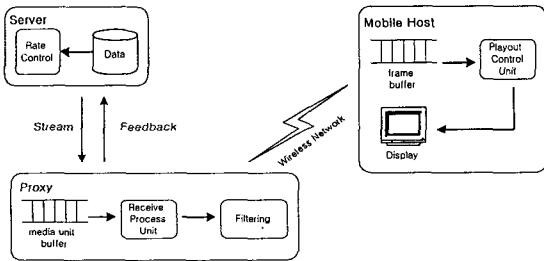 Server
Rate
Control
Data
Stream
Feedback
Proxy
media unit
buffer
Receive
Process
Unit
Filtering
Wireless Network
Mobile Host
frame
buffer
Playout
Control
Unit
Display